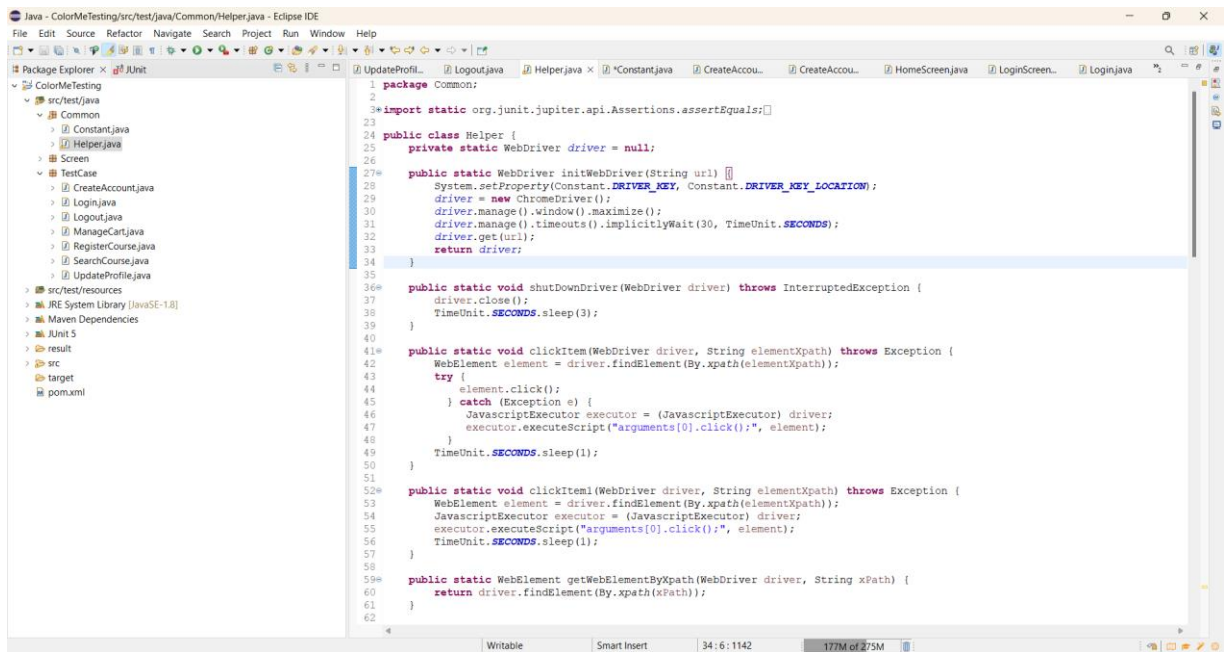 Java - ColorMeTesting/src/test/java/Common/Helper.java - Eclipse IDE
File Edit Source Refactor Navigate Search Project Run Window Help
Package Explorer JUnit
ColorMeTesting
src/test/java
Common
Constant.java
Helper.java
Screen
TestCase
CreateAccount.java
Login.java
Logout.java
ManageCart.java
RegisterCourse.java
SearchCourse.java
UpdateProfile.java
src/test/resources
JRE System Library [JavaSE-1.8]
Maven Dependencies
JUnit 5
result
src
target
pom.xml
UpdateProfil... Logout.java Helper.java *Constant.java CreateAccou... CreateAccou... HomeScreen.java LoginScreen... Login.java »2
1 package Common;
2
3 import static org.junit.jupiter.api.Assertions.assertEquals;
23
24 public class Helper {
25 private static WebDriver driver = null;
26
27 public static WebDriver initWebDriver(String url) {
28 System.setProperty(Constant.DRIVER_KEY, Constant.DRIVER_KEY_LOCATION);
29 driver = new ChromeDriver();
30 driver.manage().window().maximize();
31 driver.manage().timeouts().implicitlyWait(30, TimeUnit.SECONDS);
32 driver.get(url);
33 return driver;
34 }
35
36 public static void shutDownDriver(WebDriver driver) throws InterruptedException {
37 driver.close();
38 TimeUnit.SECONDS.sleep(3);
39 }
40
41 public static void clickItem(WebDriver driver, String elementXpath) throws Exception {
42 WebElement element = driver.findElement(By.xpath(elementXpath));
43 try {
44 element.click();
45 } catch (Exception e) {
46 JavascriptExecutor executor = (JavascriptExecutor) driver;
47 executor.executeScript("arguments[0].click();", element);
48 }
49 TimeUnit.SECONDS.sleep(1);
50 }
51
52 public static void clickItem1(WebDriver driver, String elementXpath) throws Exception {
53 WebElement element = driver.findElement(By.xpath(elementXpath));
54 JavascriptExecutor executor = (JavascriptExecutor) driver;
55 executor.executeScript("arguments[0].click();", element);
56 TimeUnit.SECONDS.sleep(1);
57 }
58
59 public static WebElement getWebElementByXpath(WebDriver driver, String xPath) {
60 return driver.findElement(By.xpath(xPath));
61 }
62
Writable Smart Insert 34 : 6 : 1142 177M of 275M